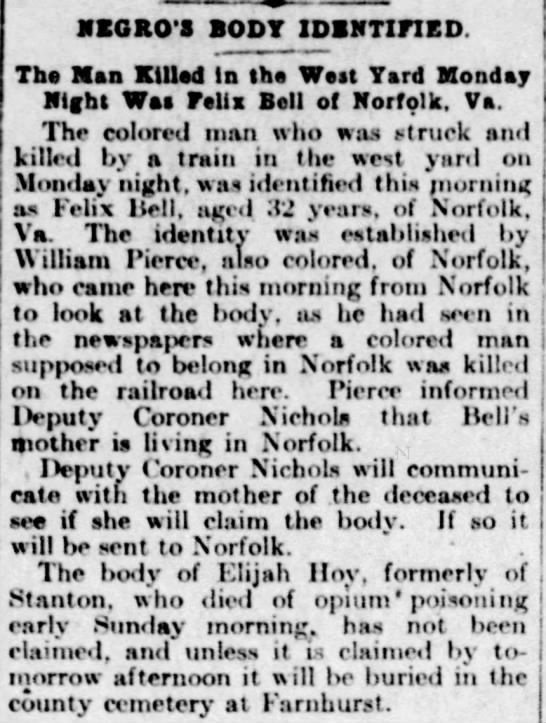 NEGRO'S BODY IDENTIFIED.
The Man Killed in the West Yard Monday
Night Was Felix Bell of Norfolk, Va.
The colored man who was struck and
killed by a train in the west yard on
Monday night, was identified this morning
as Felix Bell, aged 32 years, of Norfolk,
Va. The identity was established by
William Pierce, also colored, of Norfolk,
who came here this morning from Norfolk
to look at the body, as he had seen in
the newspapers where a colored man
supposed to belong in Norfolk was killed
on the railroad here. Pierce informed
Deputy Coroner Nichols that Bell's
mother is living in Norfolk.
Deputy Coroner Nichols will communi-
cate with the mother of the deceased to
see if she will claim the body. If so it
will be sent to Norfolk.
The body of Elijah Hoy, formerly of
Stanton, who died of opium poisoning
early Sunday morning, has not been
claimed, and unless it is claimed by to-
morrow afternoon it will be buried in the
county cemetery at Farnhurst.